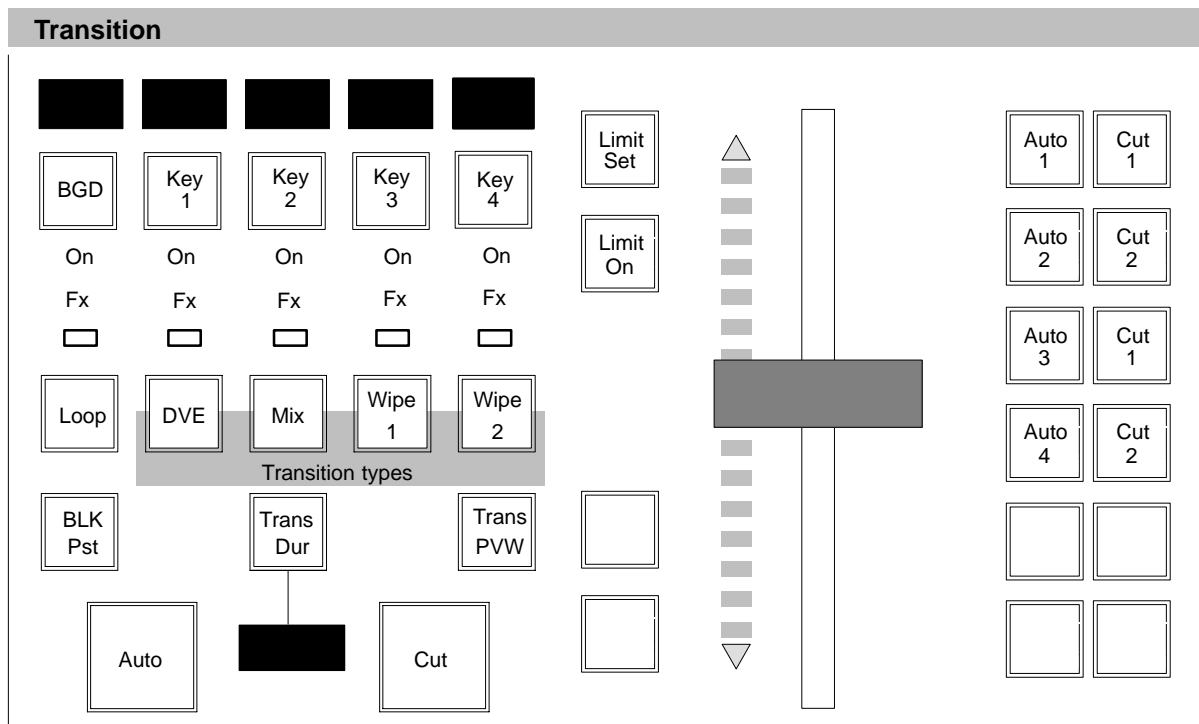 Transition
BGD
Key
1
Key
2
Key
3
Key
4
On
On
On
On
On
Fx
Fx
Fx
Fx
Fx
Loop
DVE
Mix
Wipe
1
Wipe
2
Transition types
BLK
Pst
Trans
Dur
Trans
PVW
Auto
Cut
Limit
Set
Limit
On
Auto
1
Cut
1
Auto
2
Cut
2
Auto
3
Cut
1
Auto
4
Cut
2